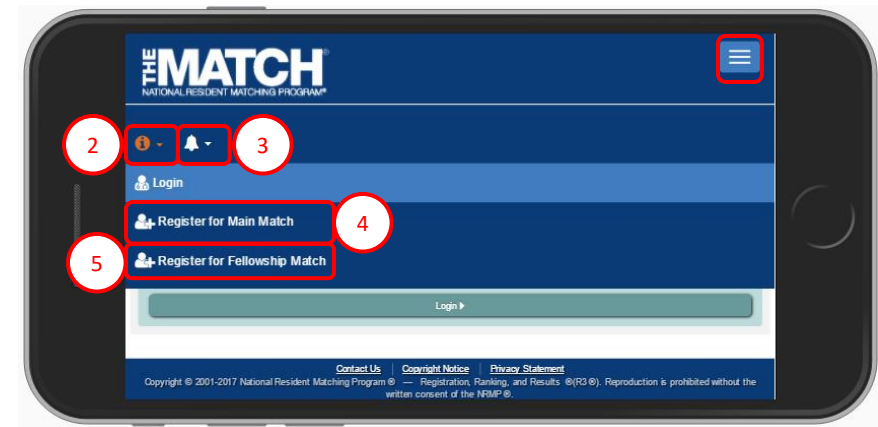 THE MATCH®
NATIONAL RESIDENT MATCHING PROGRAM®
2
3
Login
Register for Main Match
4
5
Register for Fellowship Match
Login
Contact Us | Copyright Notice | Privacy Statement
Copyright © 2001-2017 National Resident Matching Program ® — Registration, Ranking, and Results ®(R3®). Reproduction is prohibited without the
written consent of the NRMP®.